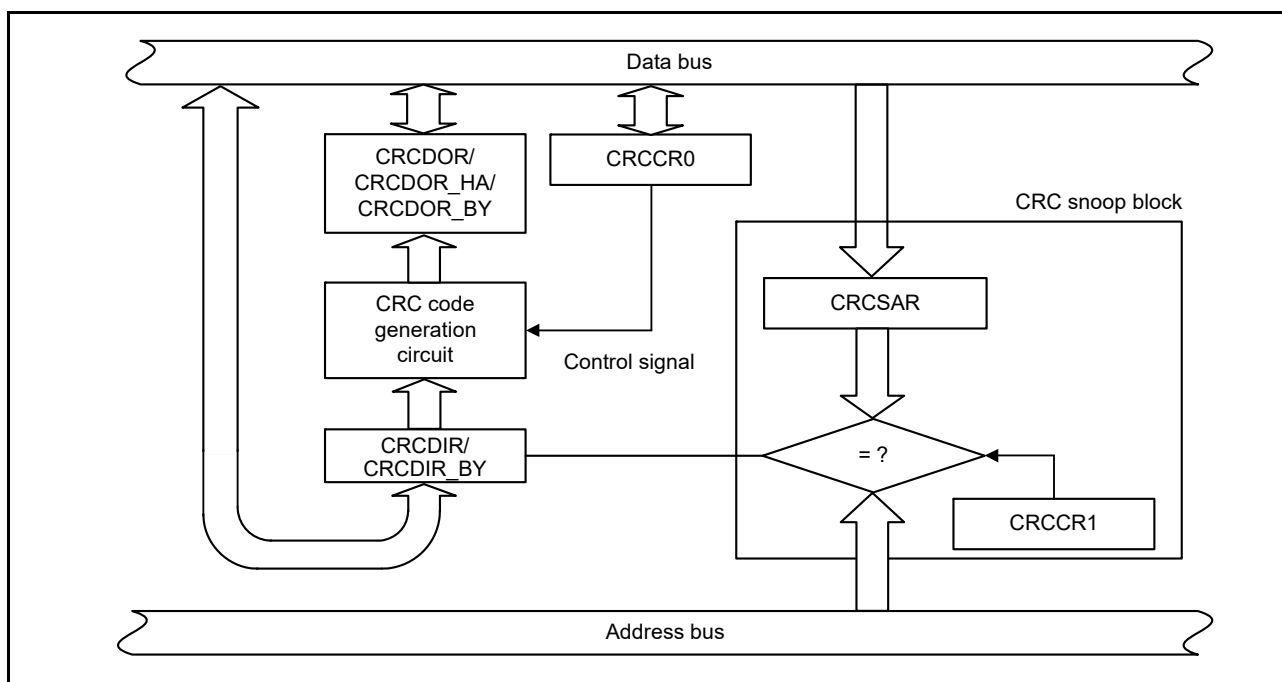 Data bus
CRCDOR/
CRCDOR_HA/
CRCDOR_BY
CRCCR0
CRC snoop block
CRCSAR
CRC code
generation
circuit
Control signal
CRCDIR/
CRCDIR_BY
= ?
CRCCR1
Address bus